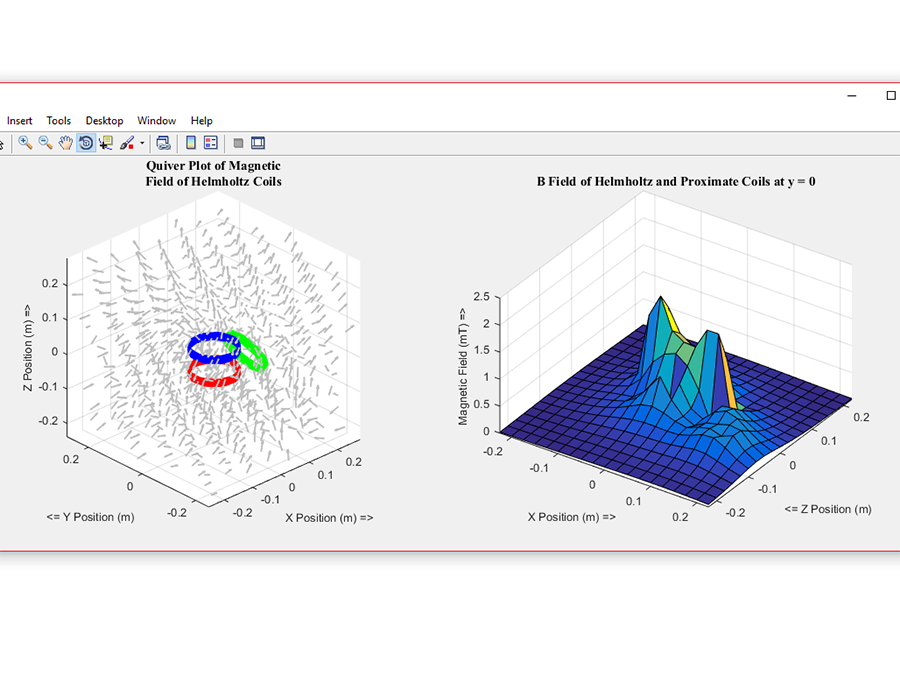 Insert Tools Desktop Window Help
Quiver Plot of Magnetic
Field of Helmholtz Coils
Z Position (m) =>
0.2
0.1
0
-0.1
-0.2
0.2
0
-0.2
<= Y Position (m)
-0.2
-0.1
0
0.1
0.2
X Position (m) =>
B Field of Helmholtz and Proximate Coils at y = 0
Magnetic Field (mT) =>
2.5
2
1.5
1
0.5
0
-0.2
-0.1
0
0.1
0.2
X Position (m) =>
-0.2
-0.1
0
0.1
0.2
<= Z Position (m)